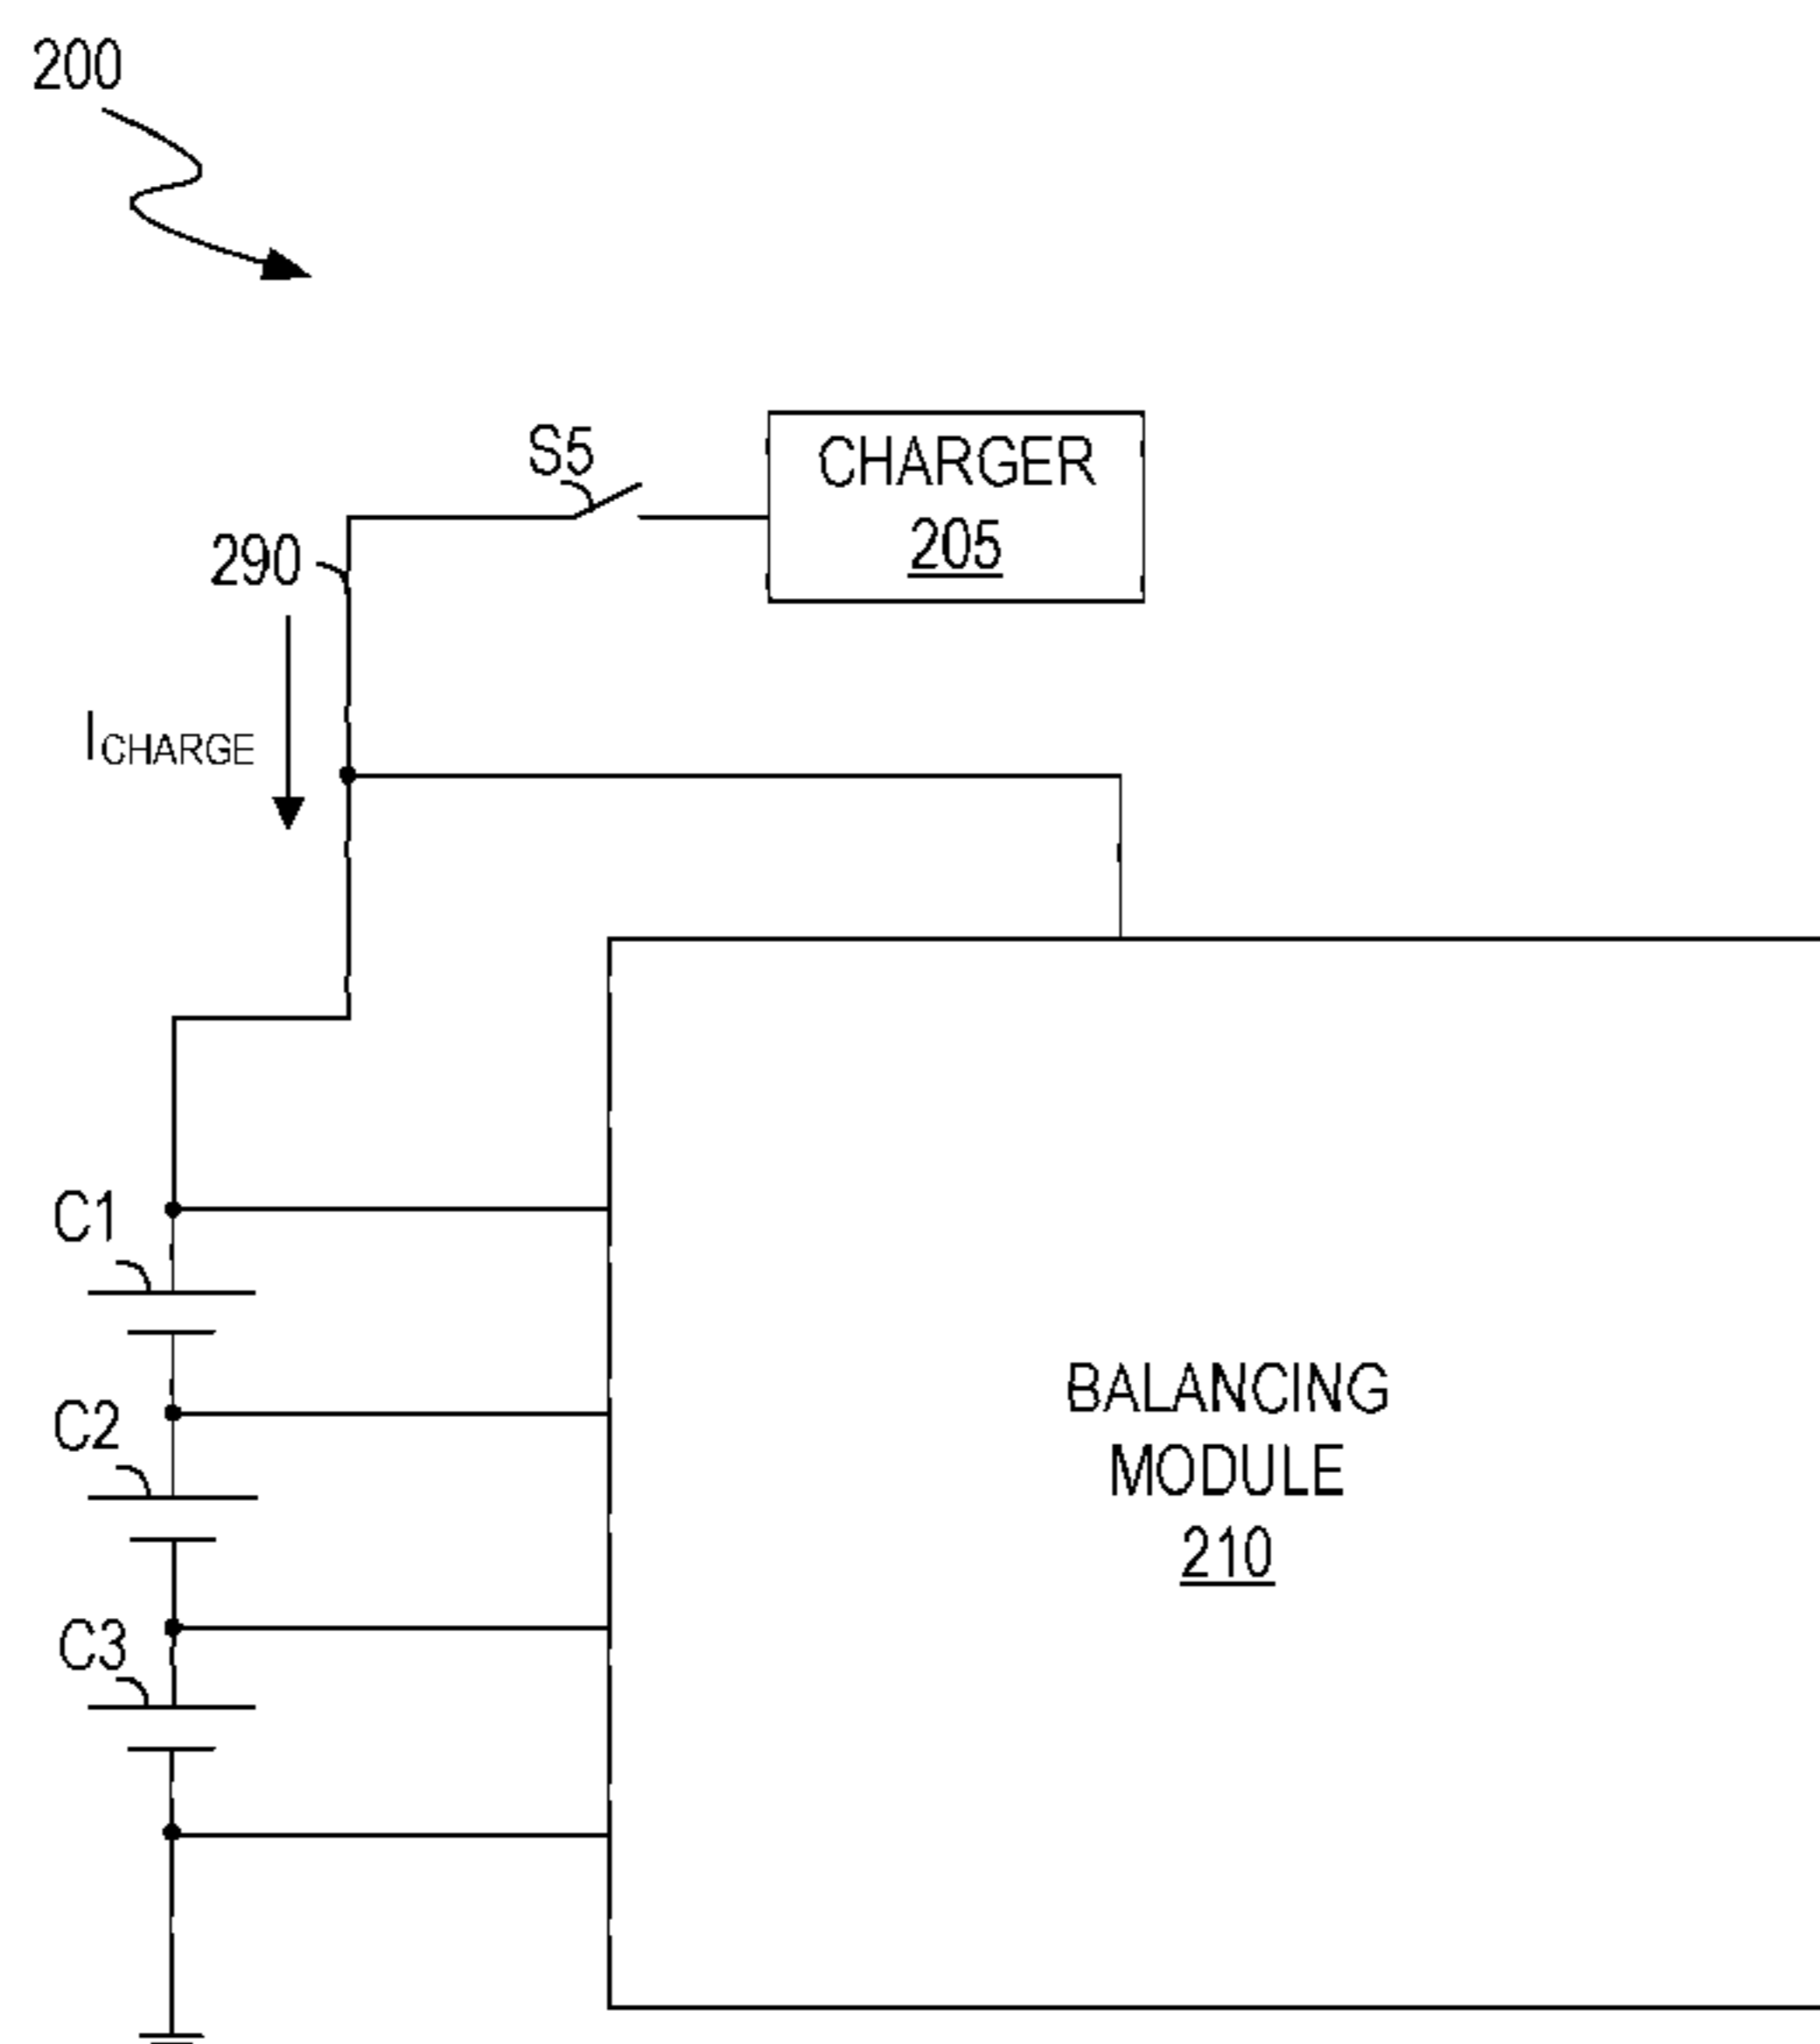 200
S5
CHARGER
205
290
ICHARGE
C1
C2
C3
BALANCING
MODULE
210